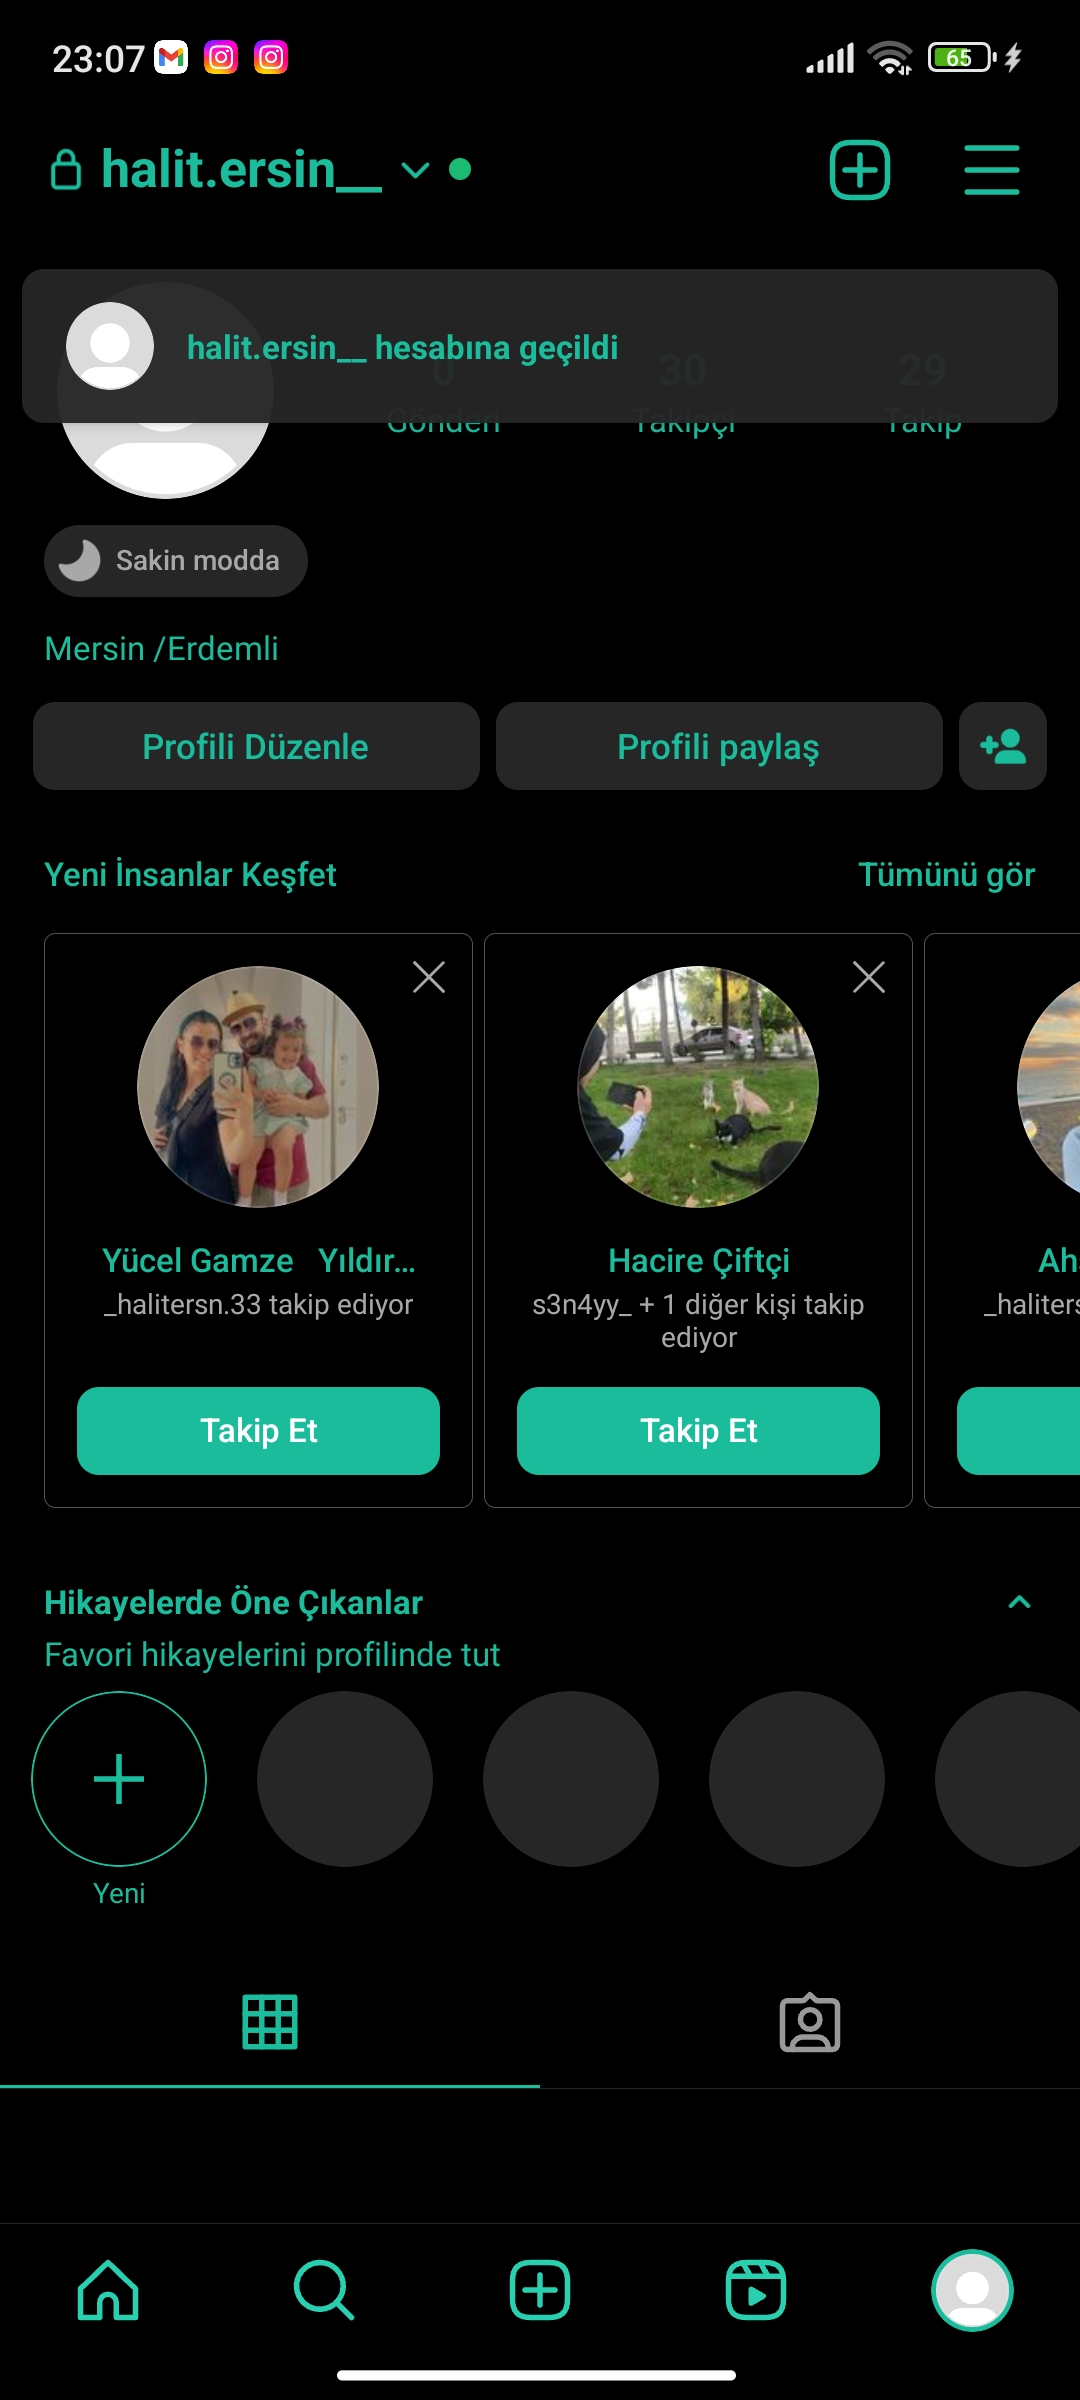 23:07
65
halit.ersin__
halit.ersin__ hesabına geçildi
0 30 29
Gönderi Takipçi Takip
Sakin modda
Mersin /Erdemli
Profili Düzenle
Profili paylaş
Yeni İnsanlar Keşfet
Tümünü gör
Yücel Gamze Yıldır...
_halitersn.33 takip ediyor
Takip Et
Hacire Çiftçi
s3n4yy_ + 1 diğer kişi takip
ediyor
Takip Et
Ah
_haliters
Hikayelerde Öne Çıkanlar
Favori hikayelerini profilinde tut
Yeni